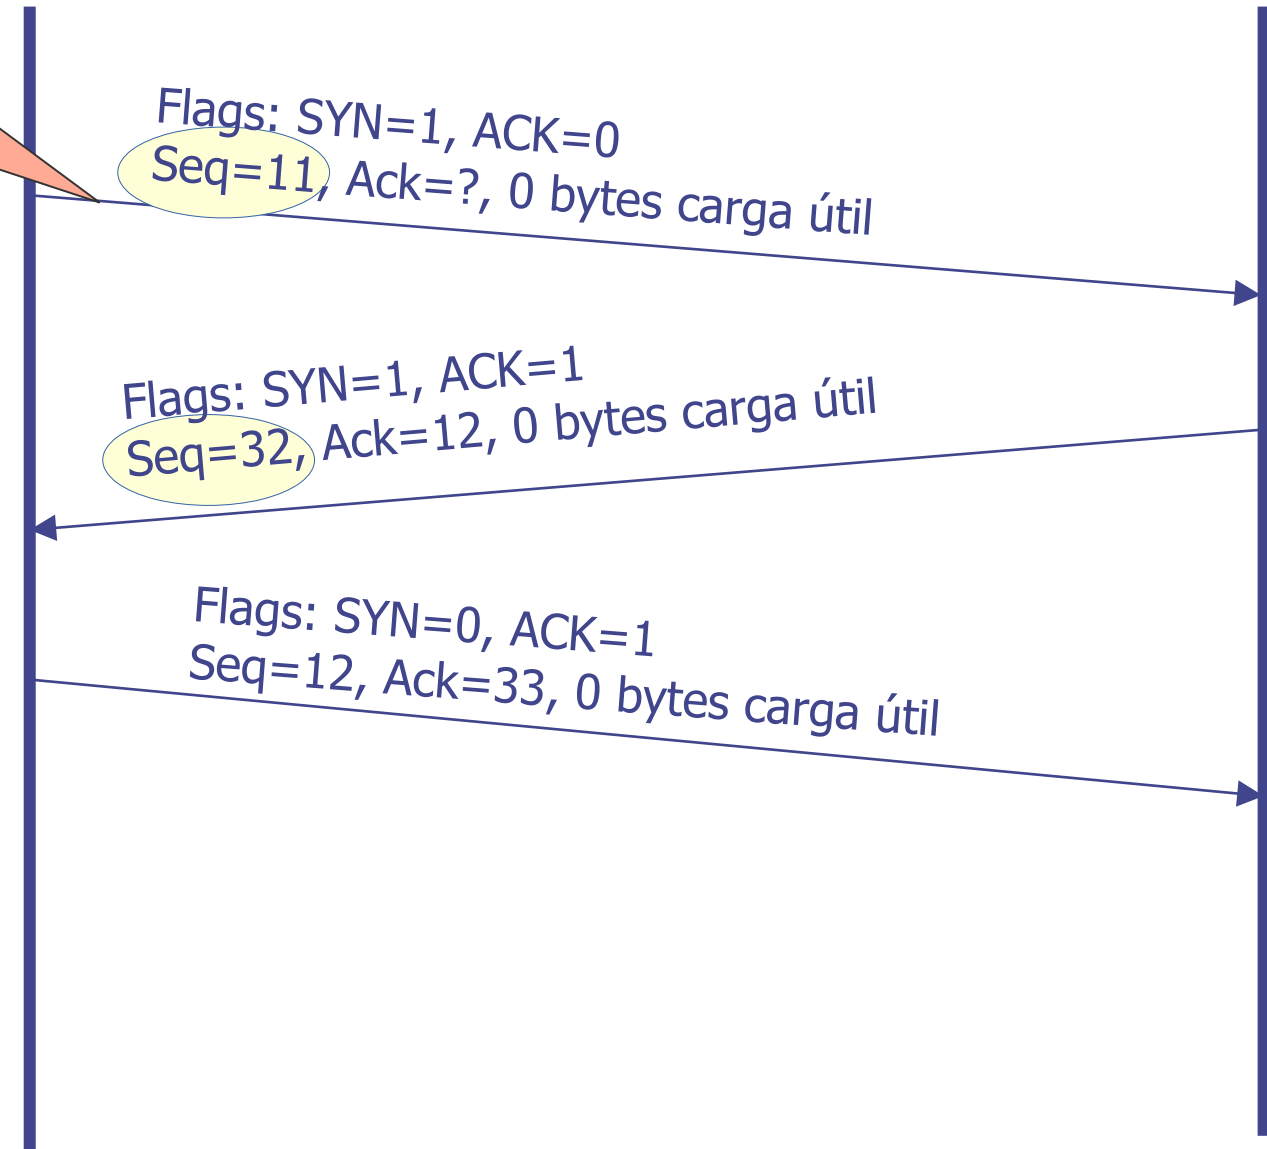 Flags: SYN=1, ACK=0
Seq=11, Ack=?, 0 bytes carga útil
Flags: SYN=1, ACK=1
Seq=32, Ack=12, 0 bytes carga útil
Flags: SYN=0, ACK=1
Seq=12, Ack=33, 0 bytes carga útil